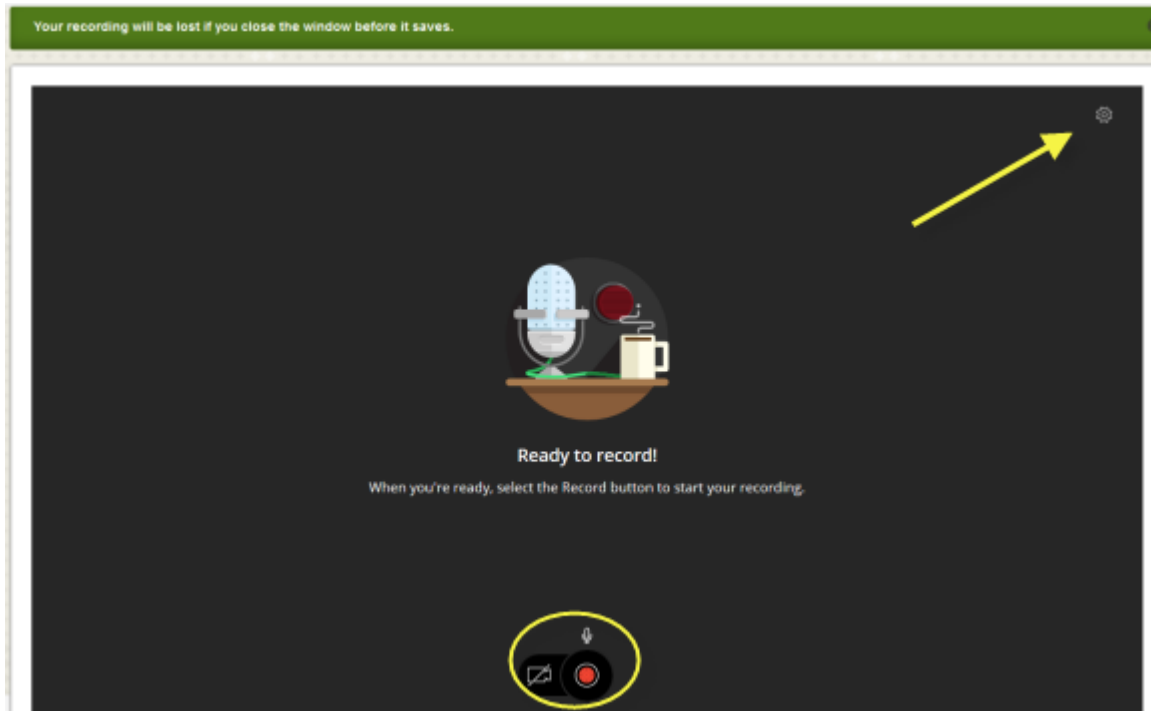 Your recording will be lost if you close the window before it saves.
Ready to record!
When you're ready, select the Record button to start your recording.